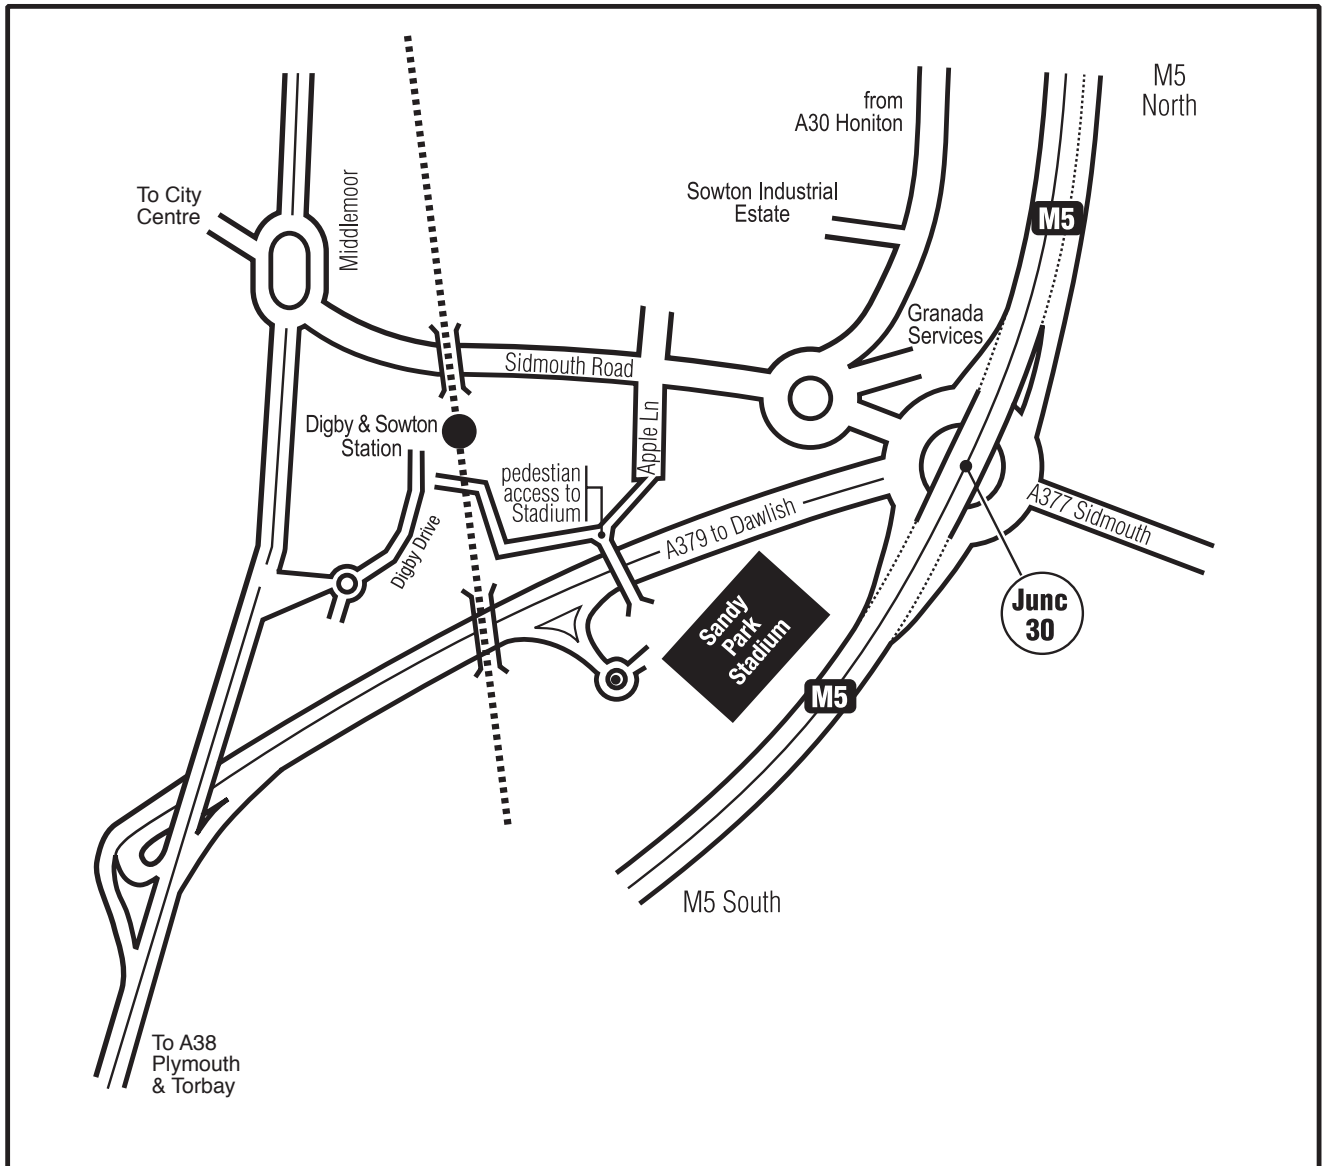 M5
North
from
A30 Honiton
To City
Centre
Middlemoor
Sowton Industrial
Estate
M5
Granada
Services
Sidmouth Road
Digby & Sowton
Station
Apple Ln
pedestian
access to
Stadium
A377 Sidmouth
A379 to Dawlish
Digby Drive
Junc
30
Sandy
Park
Stadium
M5
M5 South
To A38
Plymouth
& Torbay